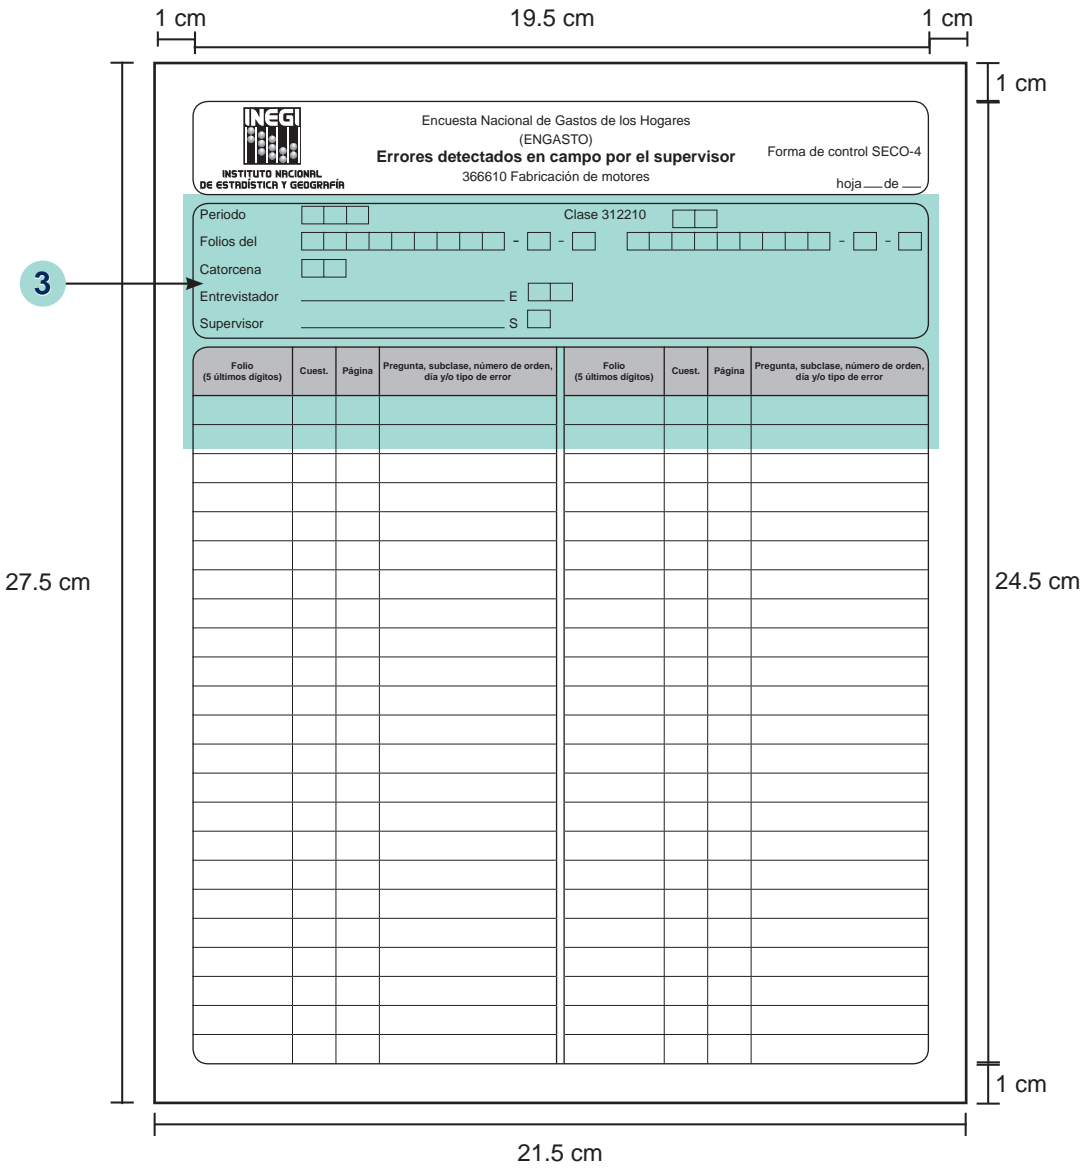 1 cm 19.5 cm 1 cm
1 cm
INEGI
INSTITUTO NACIONAL
DE ESTADÍSTICA Y GEOGRAFÍA
Encuesta Nacional de Gastos de los Hogares
(ENGASTO)
Errores detectados en campo por el supervisor
366610 Fabricación de motores
Forma de control SECO-4
hoja de
Periodo Clase 312210
Folios del - - - -
Catorcena
3
Entrevistador E
Supervisor S
Folio
(5 últimos dígitos)
Cuest.
Página
Pregunta, subclase, número de orden,
día y/o tipo de error
Folio
(5 últimos dígitos)
Cuest.
Página
Pregunta, subclase, número de orden,
día y/o tipo de error
27.5 cm
24.5 cm
1 cm
21.5 cm